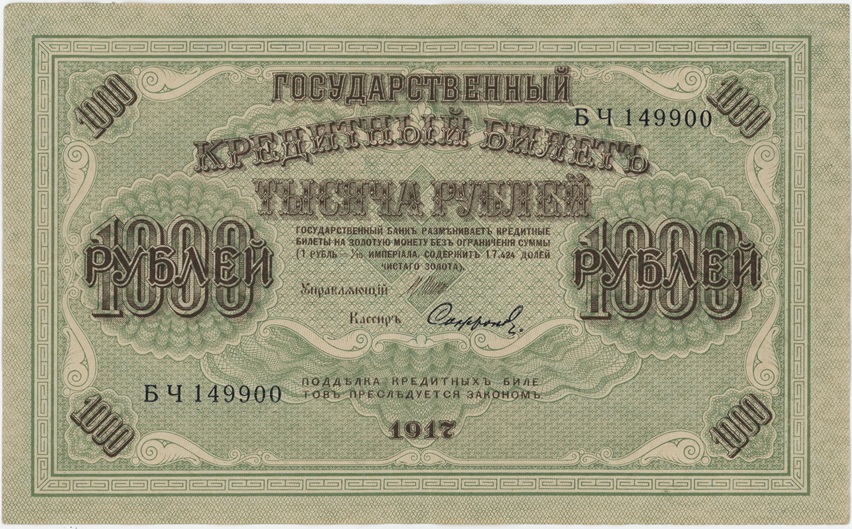 1000
1000
ГОСУДАРСТВЕННЫЙ
БЧ 149900
КРЕДИТНЫЙ БИЛЕТЪ
ТЫСЯЧА РУБЛЕЙ
1000
РУБЛЕЙ
1000
РУБЛЕЙ
ГОСУДАРСТВЕННЫЙ БАНКЪ РАЗМѢНИВАЕТЪ КРЕДИТНЫЕ
БИЛЕТЫ НА ЗОЛОТУЮ МОНЕТУ БЕЗЪ ОГРАНИЧЕНІЯ СУММЫ
(1 РУБЛЬ = 1/15 ИМПЕРІАЛА, СОДЕРЖИТЪ 17,424 ДОЛЕЙ
ЧИСТАГО ЗОЛОТА).
Управляющій
Кассиръ
БЧ 149900
ПОДДѢЛКА КРЕДИТНЫХЪ БИЛЕ
ТОВЪ ПРЕСЛѢДУЕТСЯ ЗАКОНОМЪ
1917
1000
1000